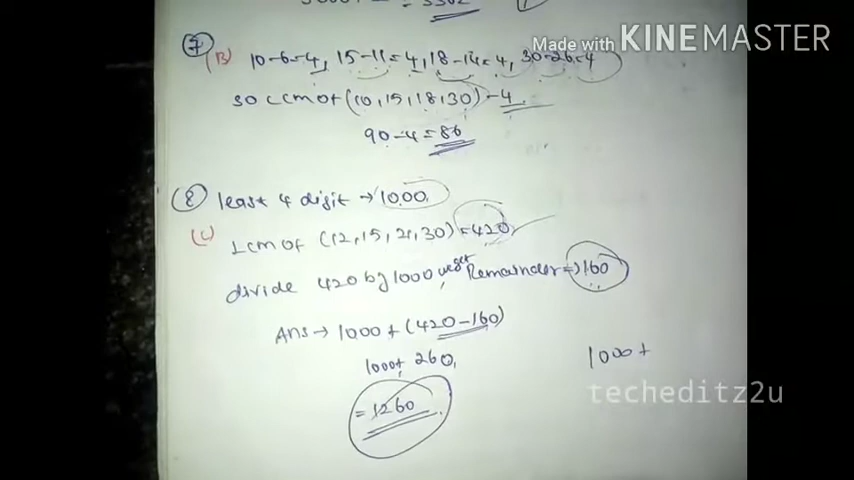 Made with KINEMASTER
7
(B) 10-6=4, 15-11=4, 18-14=4, 30-26=4
so LCM of (10, 15, 18, 30) - 4
90-4=86
8 least 4 digit → 1000.
(C) LCM of (12, 15, 21, 30) =420
divide 420 by 1000 Remainder ⇒ 160
Ans → 1000 + (420-160)
1000+ 260
1000+
= 1260
techeditz2u